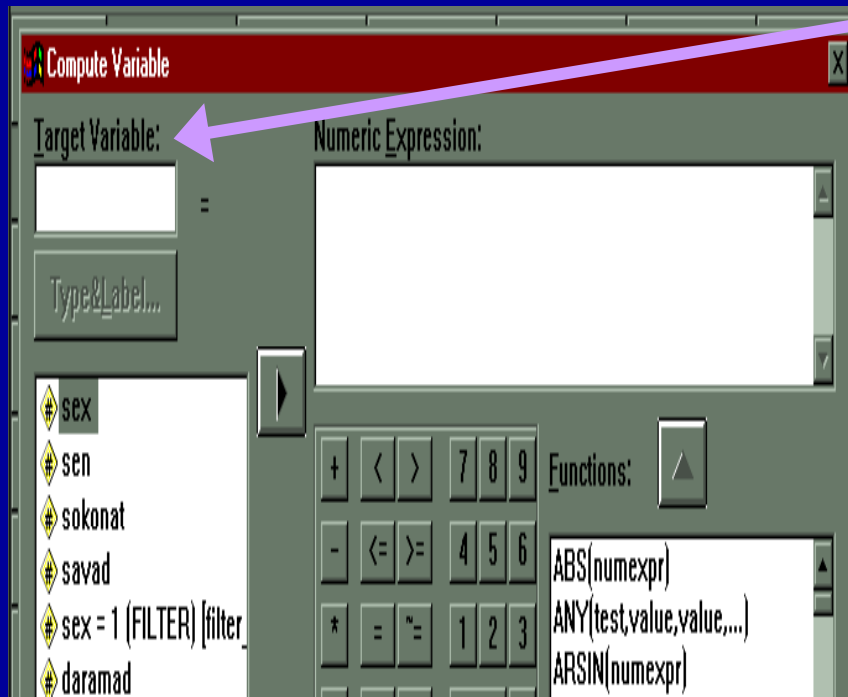 Compute Variable
Target Variable:
Numeric Expression:
=
Type&Label...
sex
sen
sokonat
savad
sex = 1 (FILTER) [filter_
daramad
+ < > 7 8 9
- <= >= 4 5 6
* = ~= 1 2 3
Functions:
ABS(numexpr)
ANY(test,value,value,...)
ARSIN(numexpr)